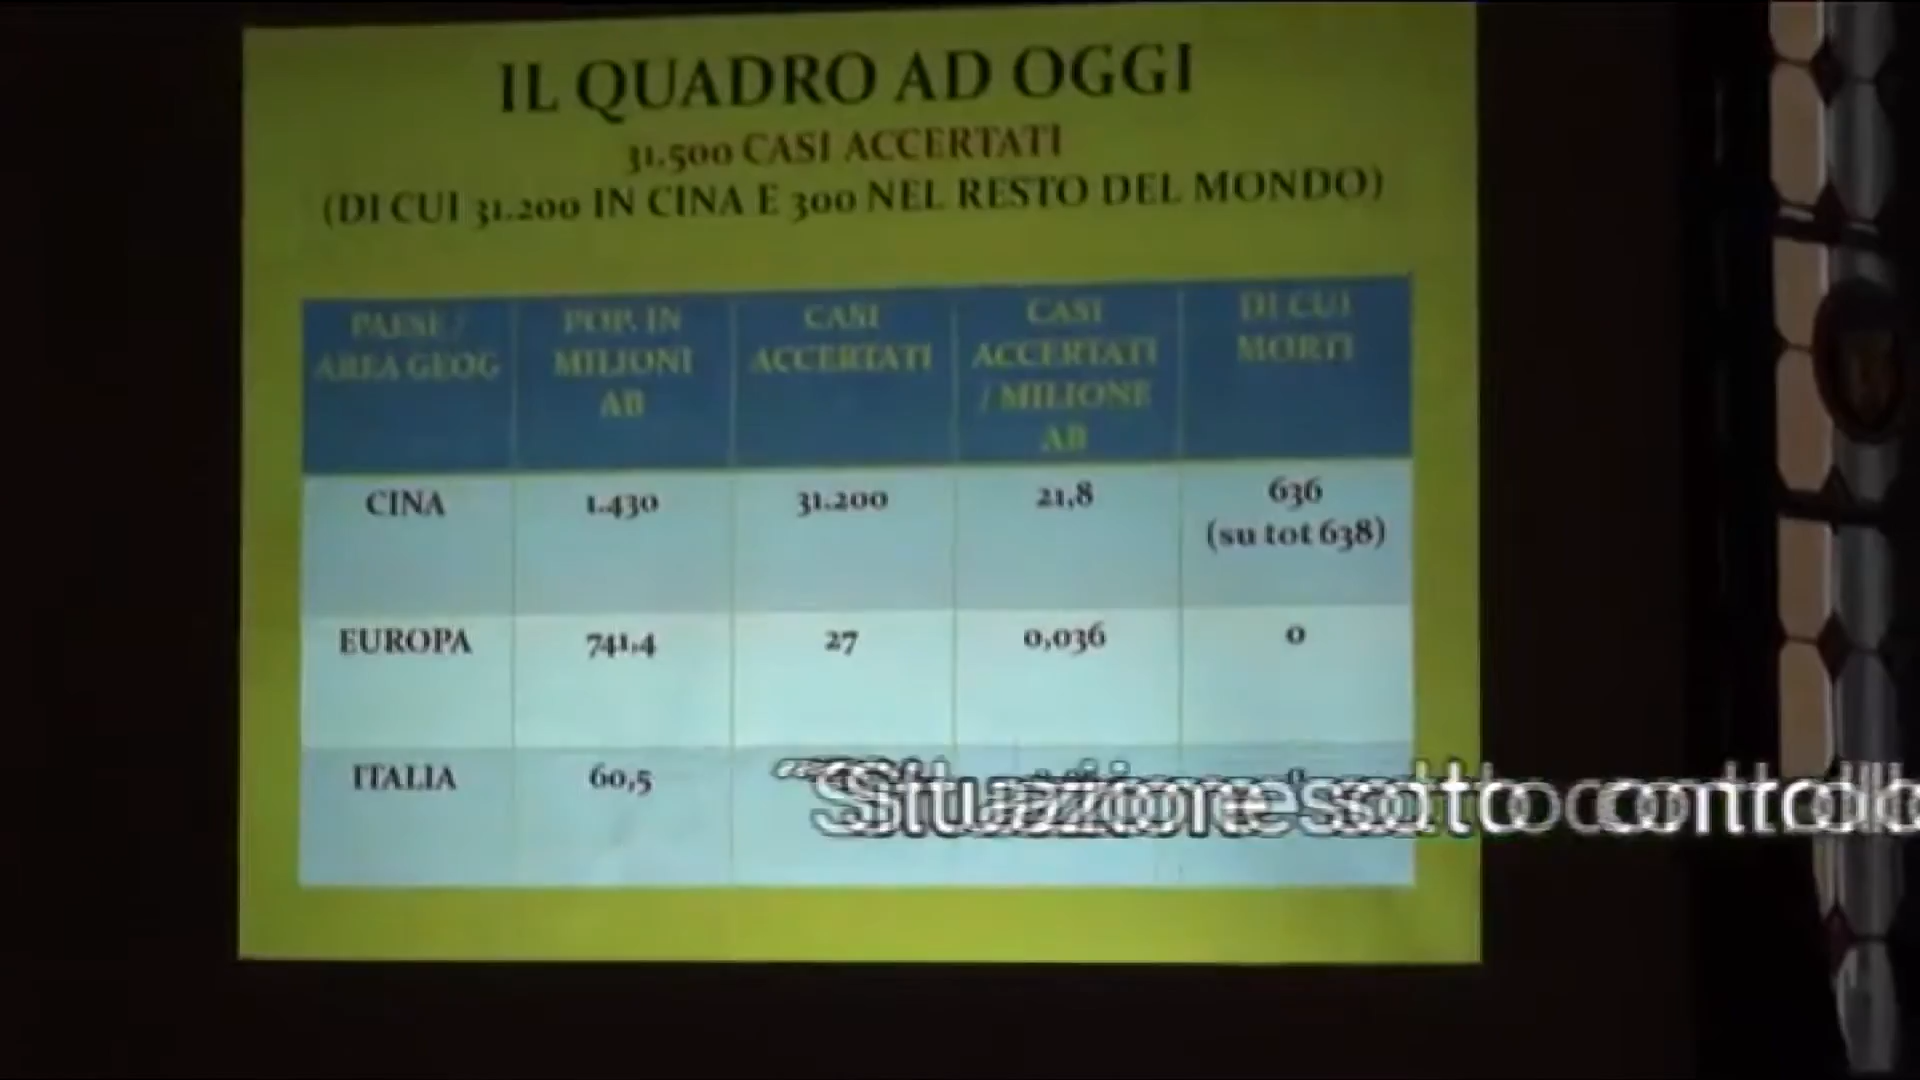 IL QUADRO AD OGGI
31.500 CASI ACCERTATI
(DI CUI 31.200 IN CINA E 300 NEL RESTO DEL MONDO)
PAESE / AREA GEOG
POP. IN MILIONI AB
CASI ACCERTATI
CASI ACCERTATI / MILIONE AB
DI CUI MORTI
CINA 1.430 31.200 21,8 636
(su tot 638)
EUROPA 741,4 27 0,036 0
ITALIA 60,5
"Situazione sotto controllo